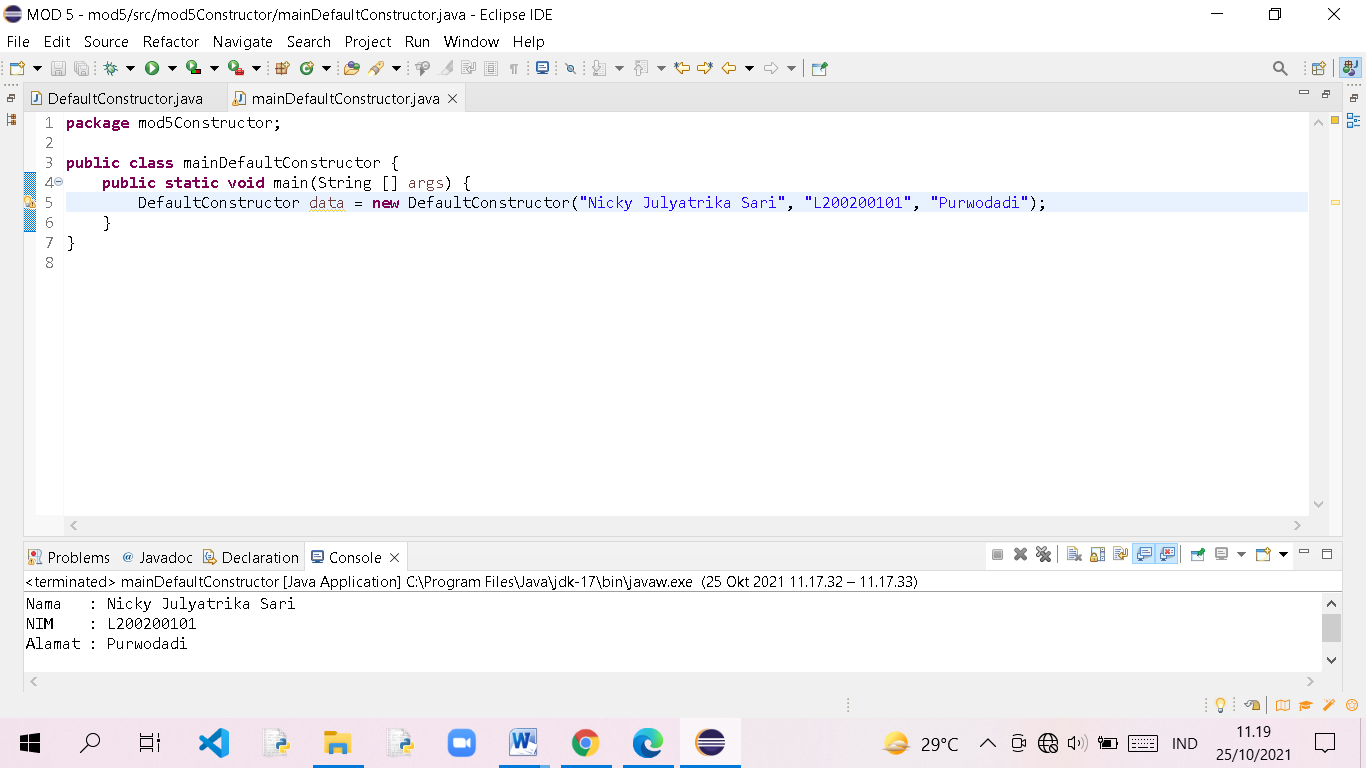 MOD 5 - mod5/src/mod5Constructor/mainDefaultConstructor.java - Eclipse IDE
File Edit Source Refactor Navigate Search Project Run Window Help
DefaultConstructor.java mainDefaultConstructor.java
1 package mod5Constructor;
2
3 public class mainDefaultConstructor {
4 public static void main(String [] args) {
5 DefaultConstructor data = new DefaultConstructor("Nicky Julyatrika Sari", "L200200101", "Purwodadi");
6 }
7 }
8
Problems @ Javadoc Declaration Console
<terminated> mainDefaultConstructor [Java Application] C:\Program Files\Java\jdk-17\bin\javaw.exe (25 Okt 2021 11.17.32 – 11.17.33)
Nama : Nicky Julyatrika Sari
NIM : L200200101
Alamat : Purwodadi
29°C IND 11.19
25/10/2021